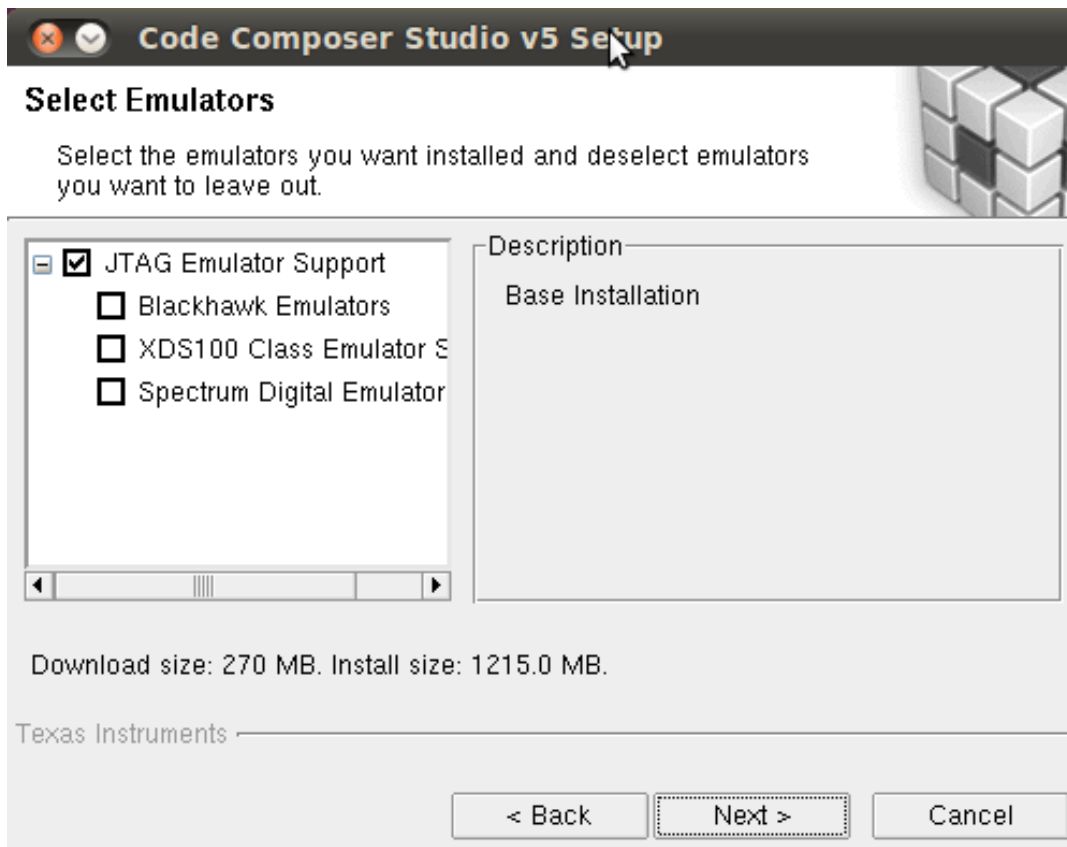 Code Composer Studio v5 Setup
Select Emulators
Select the emulators you want installed and deselect emulators
you want to leave out.
JTAG Emulator Support
Blackhawk Emulators
XDS100 Class Emulator S
Spectrum Digital Emulator
Description
Base Installation
Download size: 270 MB. Install size: 1215.0 MB.
Texas Instruments
< Back
Next >
Cancel